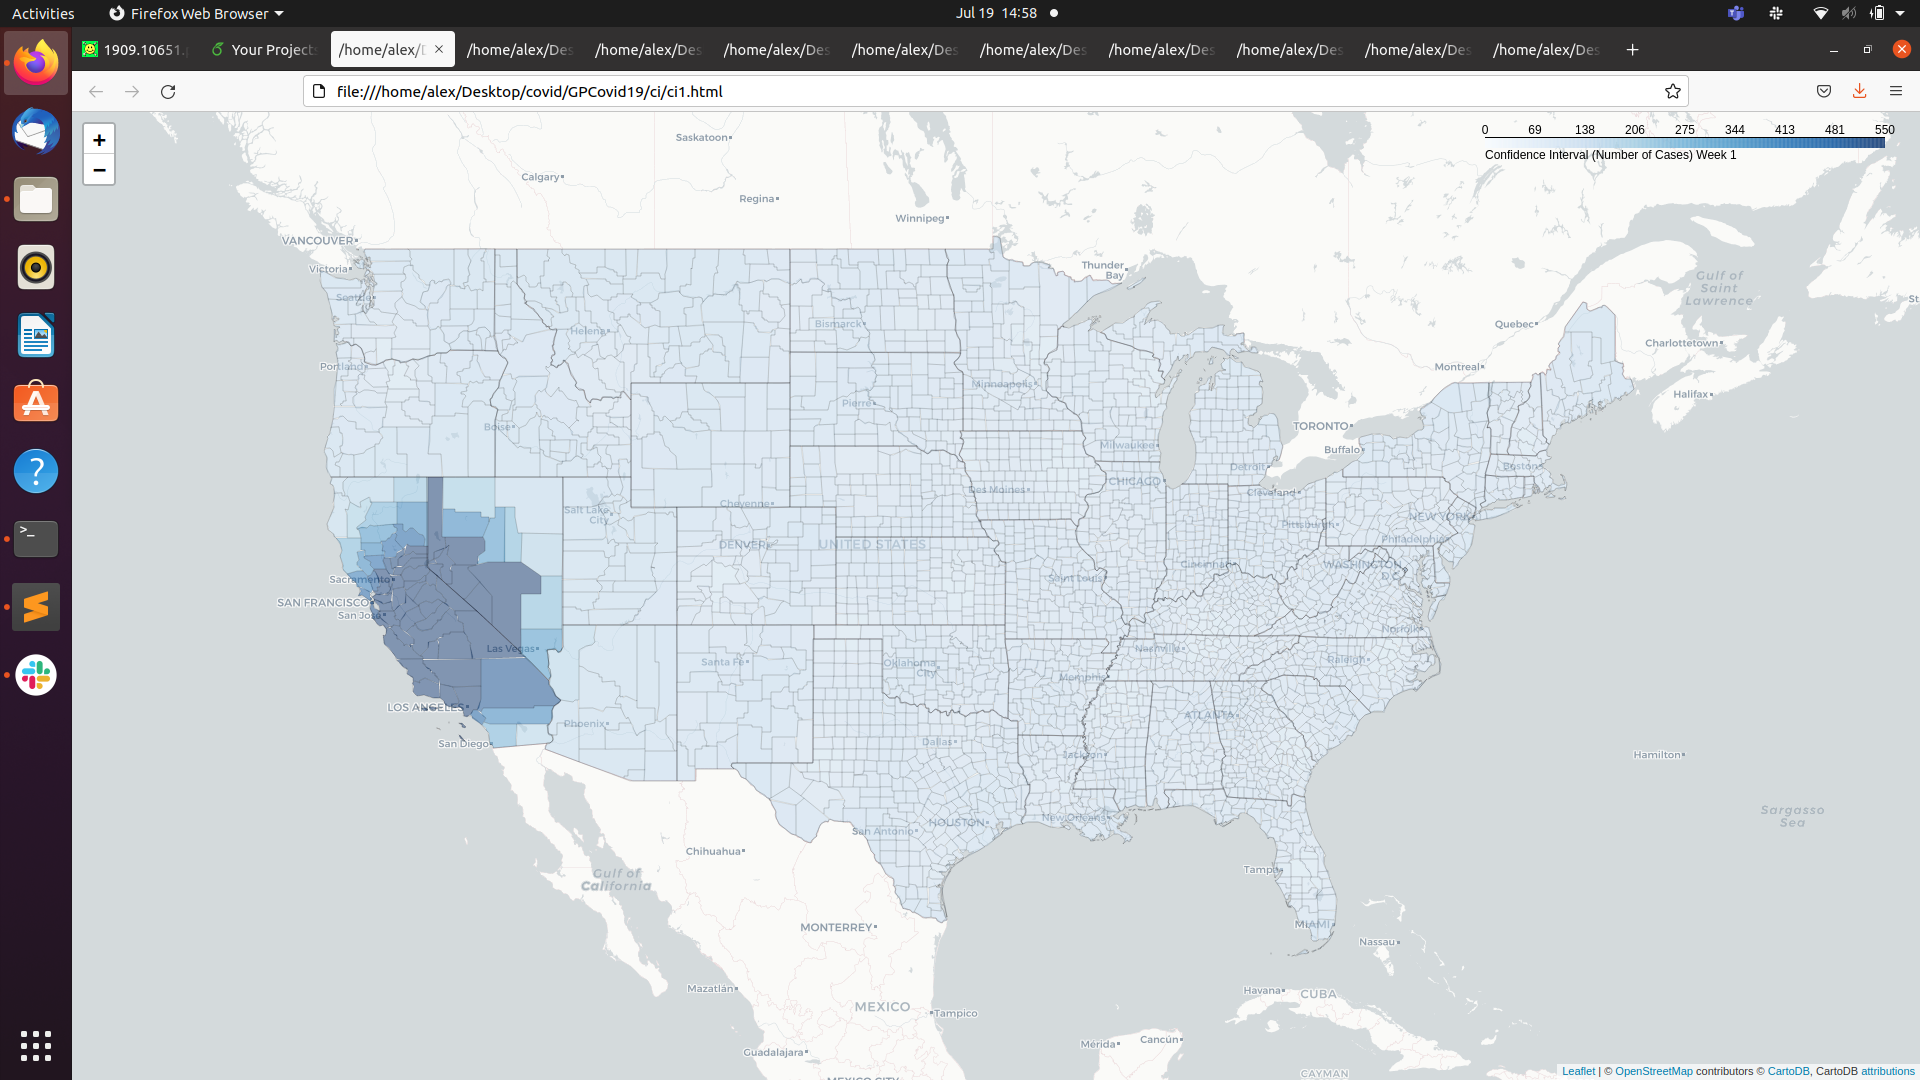 Activities
Firefox Web Browser
Jul 19 14:58
1909.10651.
Your Projects
/home/alex/D
/home/alex/Des
/home/alex/Des
/home/alex/Des
/home/alex/Des
/home/alex/Des
/home/alex/Des
/home/alex/Des
/home/alex/Des
/home/alex/Des
file:///home/alex/Desktop/covid/GPCovid19/ci/ci1.html
+
−
0 69 138 206 275 344 413 481 550
Confidence Interval (Number of Cases) Week 1
Saskatoon
Calgary
Regina
Winnipeg
VANCOUVER
Victoria
Thunder
Bay
Gulf of
Saint
Lawrence
Seattle
St
Bismarck
Helena
Quebec
Charlottetown
Portland
Montreal
Minneapolis
Halifax
Pierre
Boise
TORONTO
Milwaukee
Buffalo
Detroit
Boston
CHICAGO
Des Moines
Cleveland
Cheyenne
Salt Lake
City
NEW YORK
Pittsburgh
Philadelphia
DENVER
UNITED STATES
Cincinnati
WASHINGTON
D.C.
Sacramento
Saint Louis
SAN FRANCISCO
San Jose
Norfolk
Las Vegas
Nashville
Raleigh
Santa Fe
Oklahoma
City
Memphis
LOS ANGELES
ATLANTA
Phoenix
San Diego
Dallas
Jackson
Hamilton
Sargasso
Sea
New Orleans
HOUSTON
San Antonio
Chihuahua
Gulf of
California
Tampa
MIAMI
MONTERREY
Nassau
Mazatlán
Havana
CUBA
MEXICO
Tampico
Mérida
Cancún
Guadalajara
MEXICO CITY
CAYMAN
Leaflet | © OpenStreetMap contributors © CartoDB, CartoDB attributions